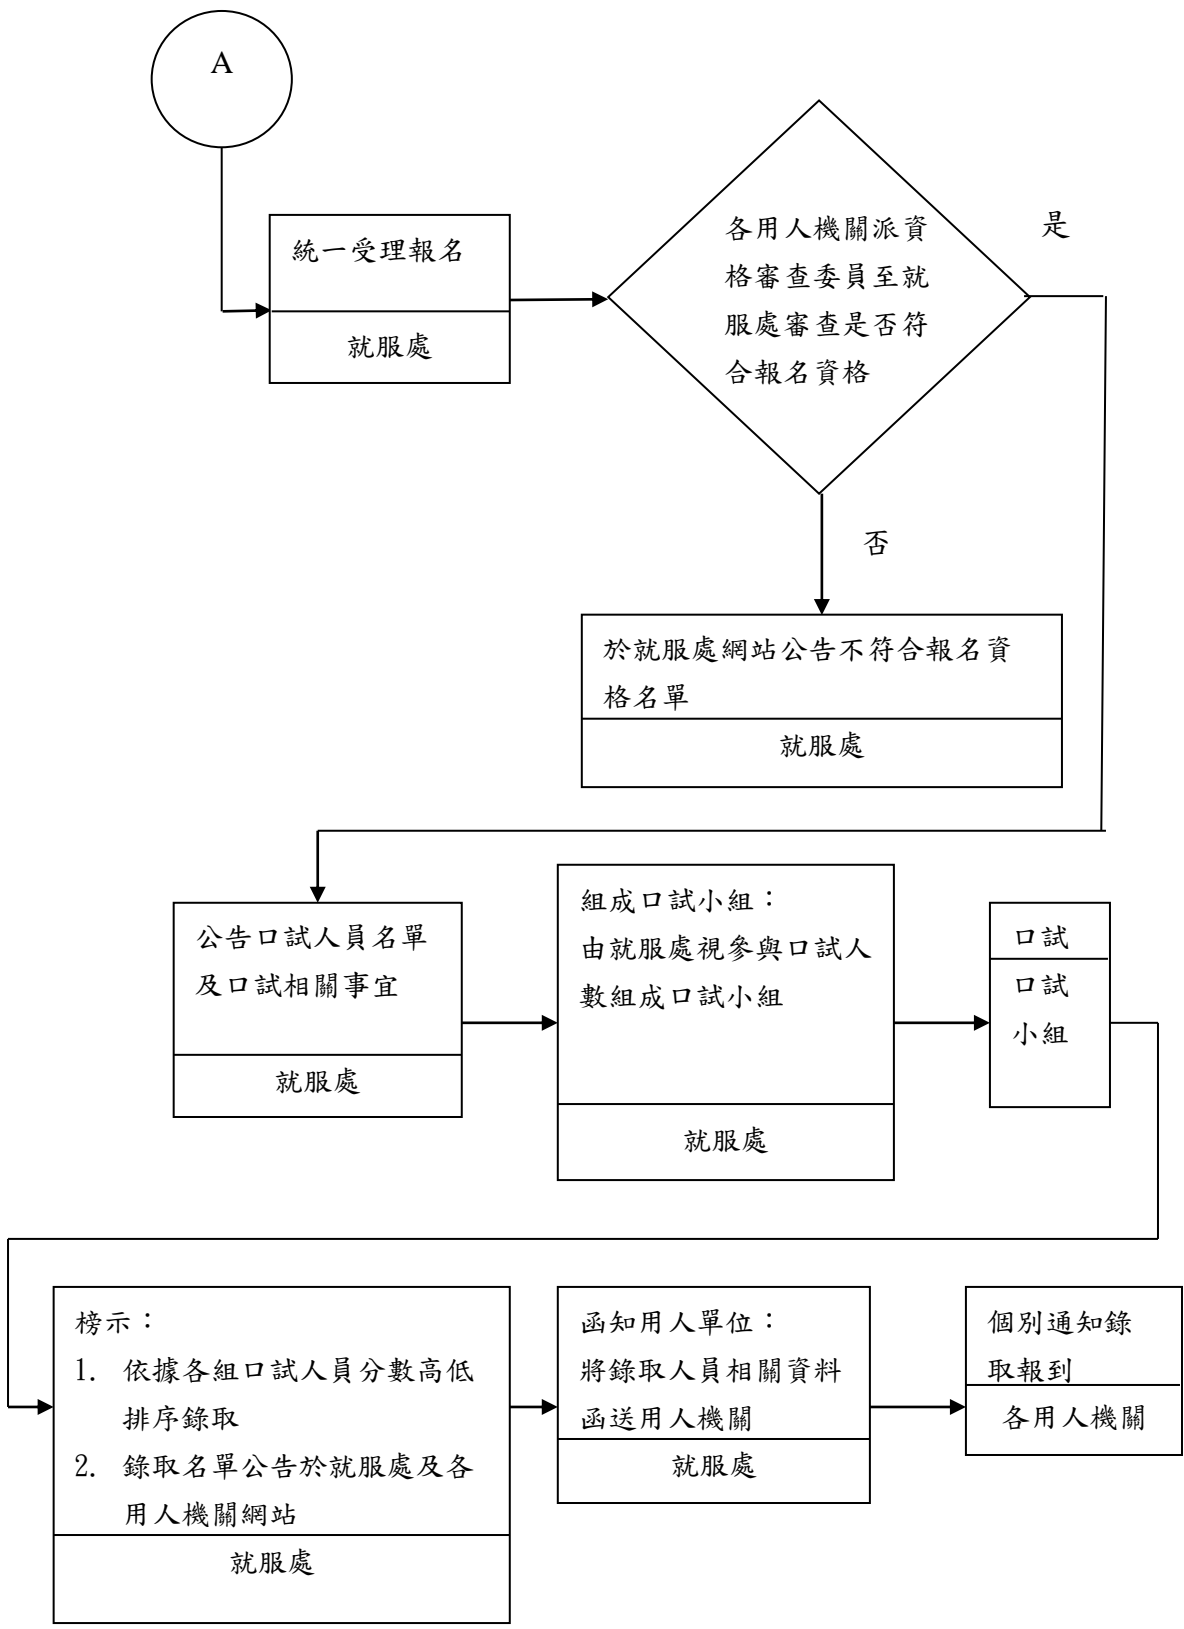 A
統一受理報名
就服處
各用人機關派資
格審查委員至就
服處審查是否符
合報名資格
是
否
於就服處網站公告不符合報名資
格名單
就服處
公告口試人員名單
及口試相關事宜
就服處
組成口試小組：
由就服處視參與口試人
數組成口試小組
就服處
口試
口試
小組
榜示：
1. 依據各組口試人員分數高低
排序錄取
2. 錄取名單公告於就服處及各
用人機關網站
就服處
函知用人單位：
將錄取人員相關資料
函送用人機關
就服處
個別通知錄
取報到
各用人機關